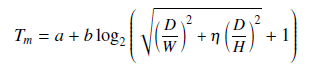 T_m = a + b log_2 ( √( (D/W)^2 + η (D/H)^2 ) + 1 )